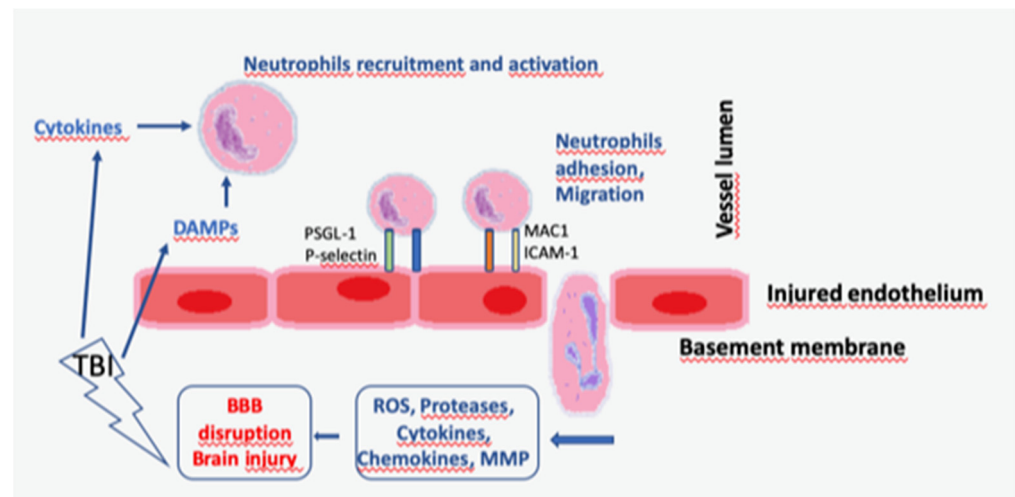 Neutrophils recruitment and activation
Cytokines
Neutrophils
adhesion,
Migration
Vessel lumen
DAMPs
PSGL-1
P-selectin
MAC1
ICAM-1
Injured endothelium
Basement membrane
TBI
BBB
disruption
Brain injury
ROS, Proteases,
Cytokines,
Chemokines, MMP